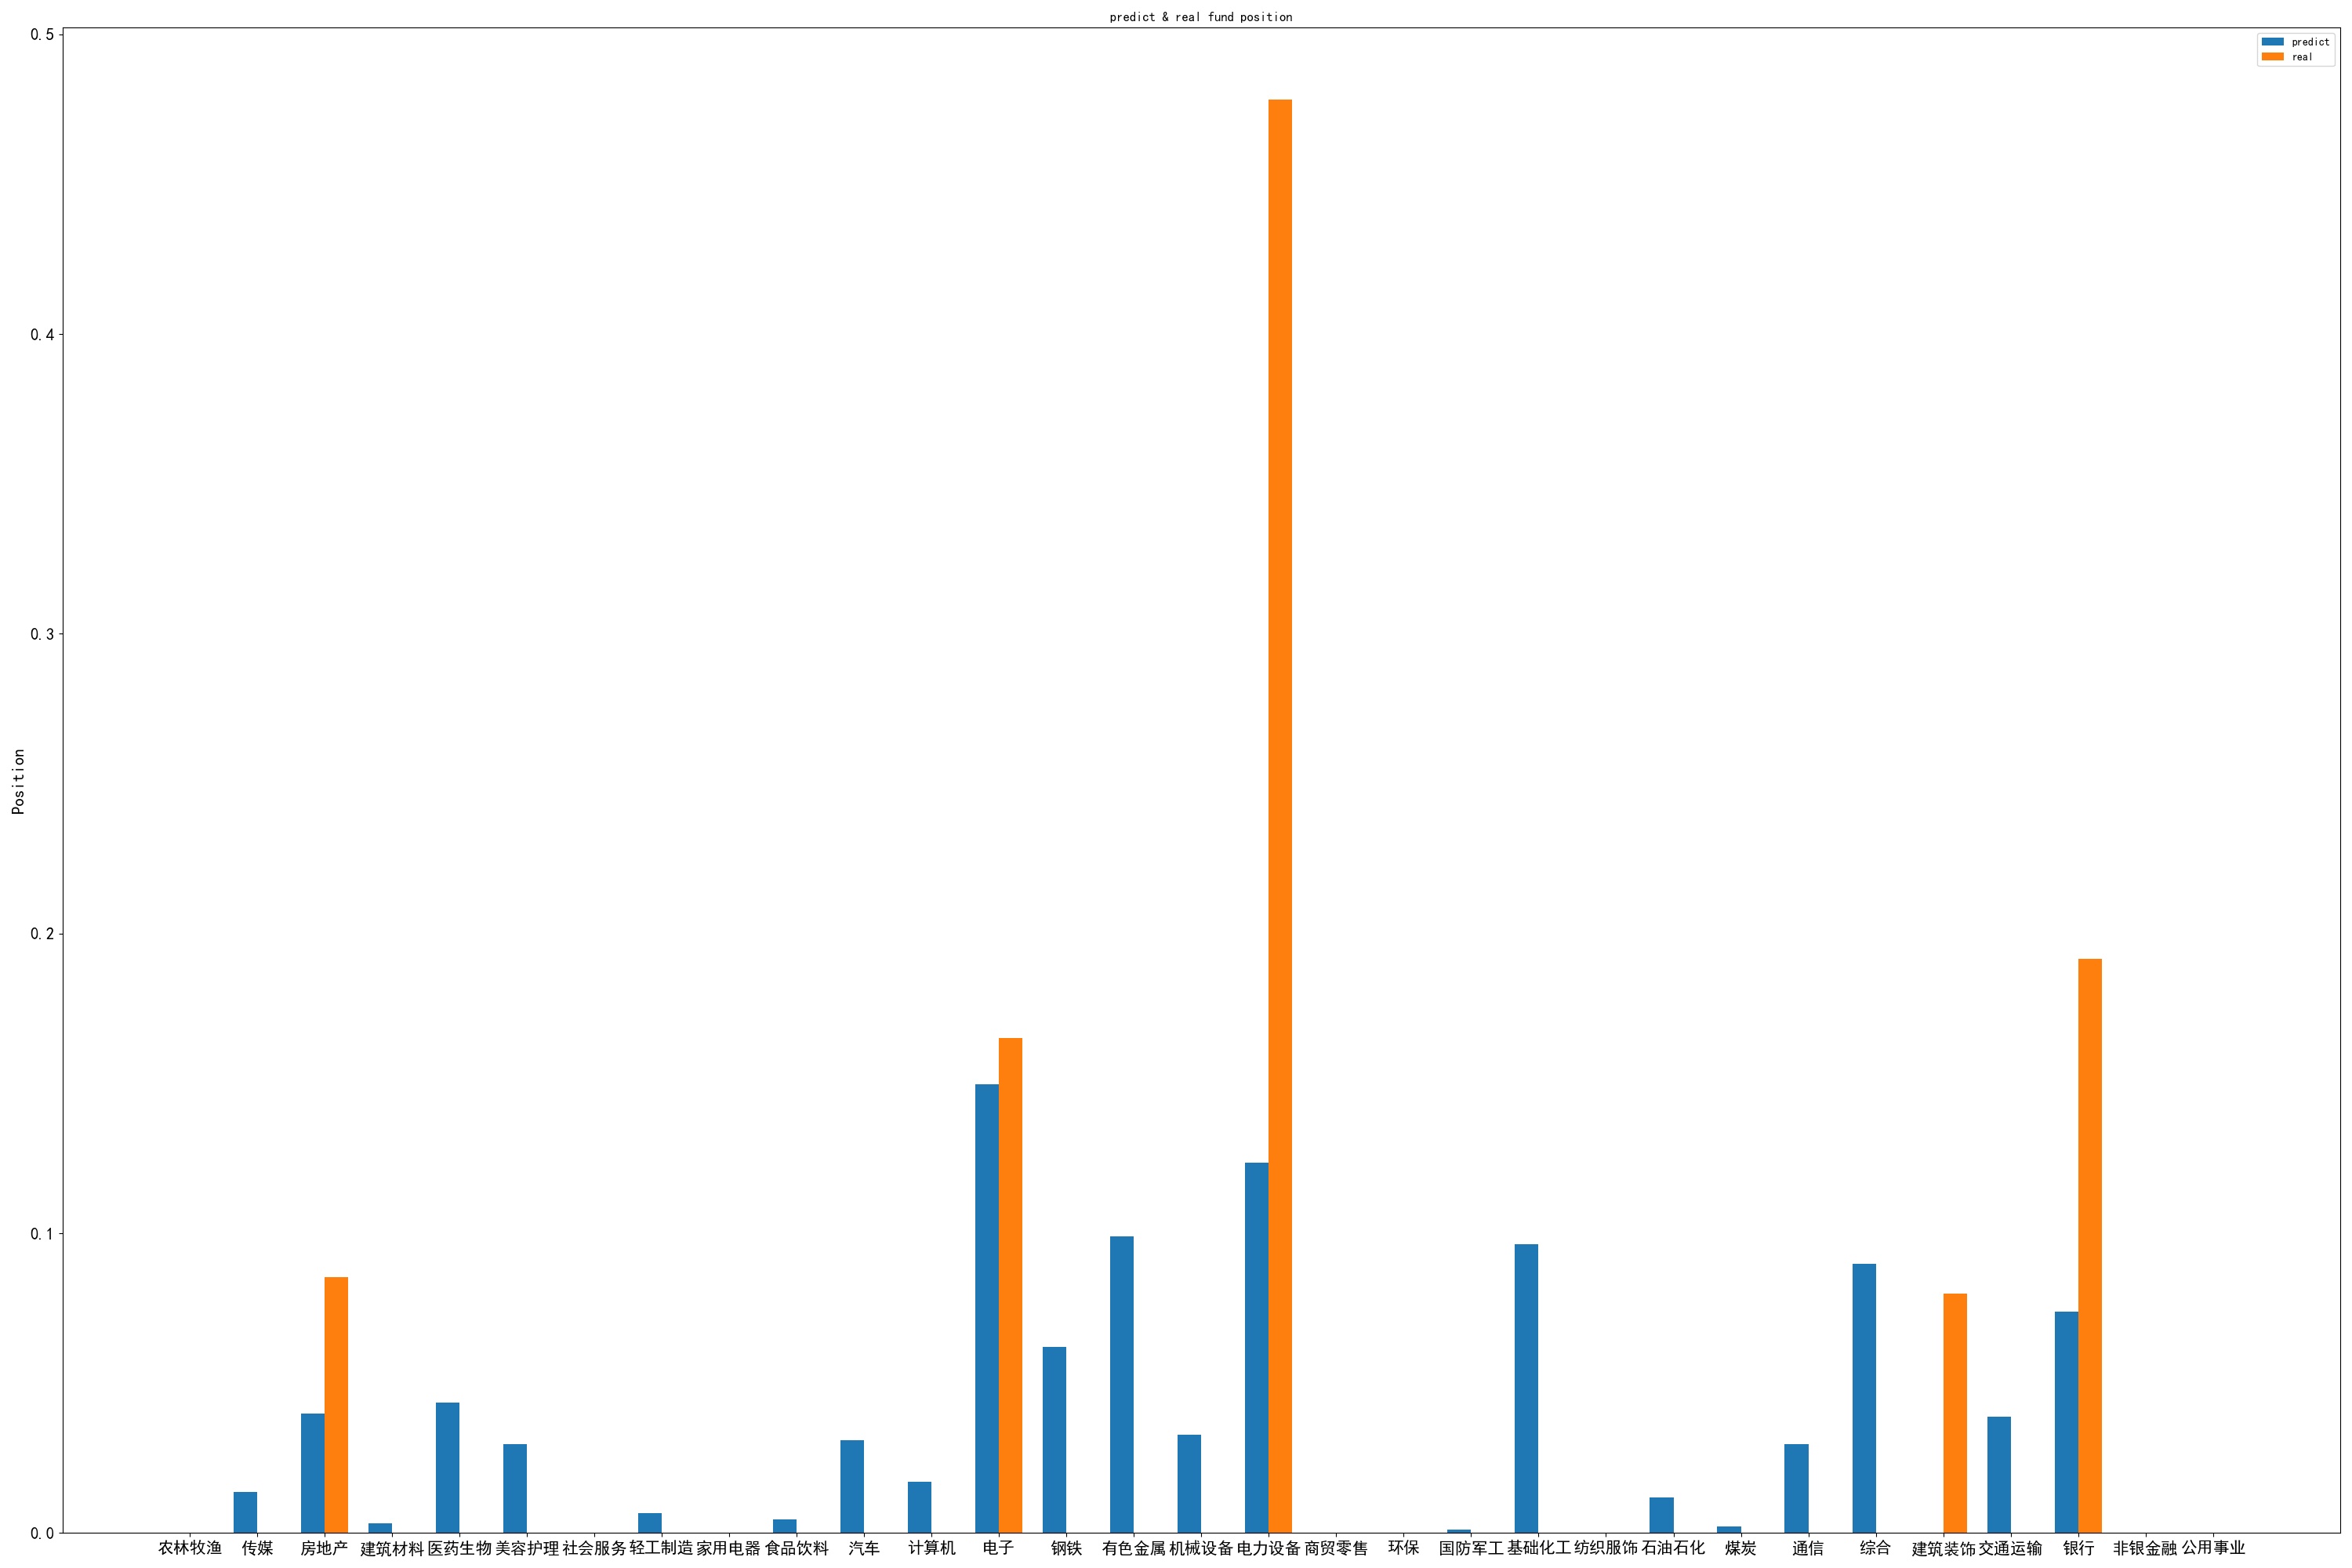 predict & real fund position
predict
real
0.5
0.4
0.3
0.2
0.1
0.0
Position
农林牧渔 传媒 房地产 建筑材料 医药生物 美容护理 社会服务 轻工制造 家用电器 食品饮料 汽车 计算机 电子 钢铁 有色金属 机械设备 电力设备 商贸零售 环保 国防军工 基础化工 纺织服饰 石油石化 煤炭 通信 综合 建筑装饰 交通运输 银行 非银金融 公用事业